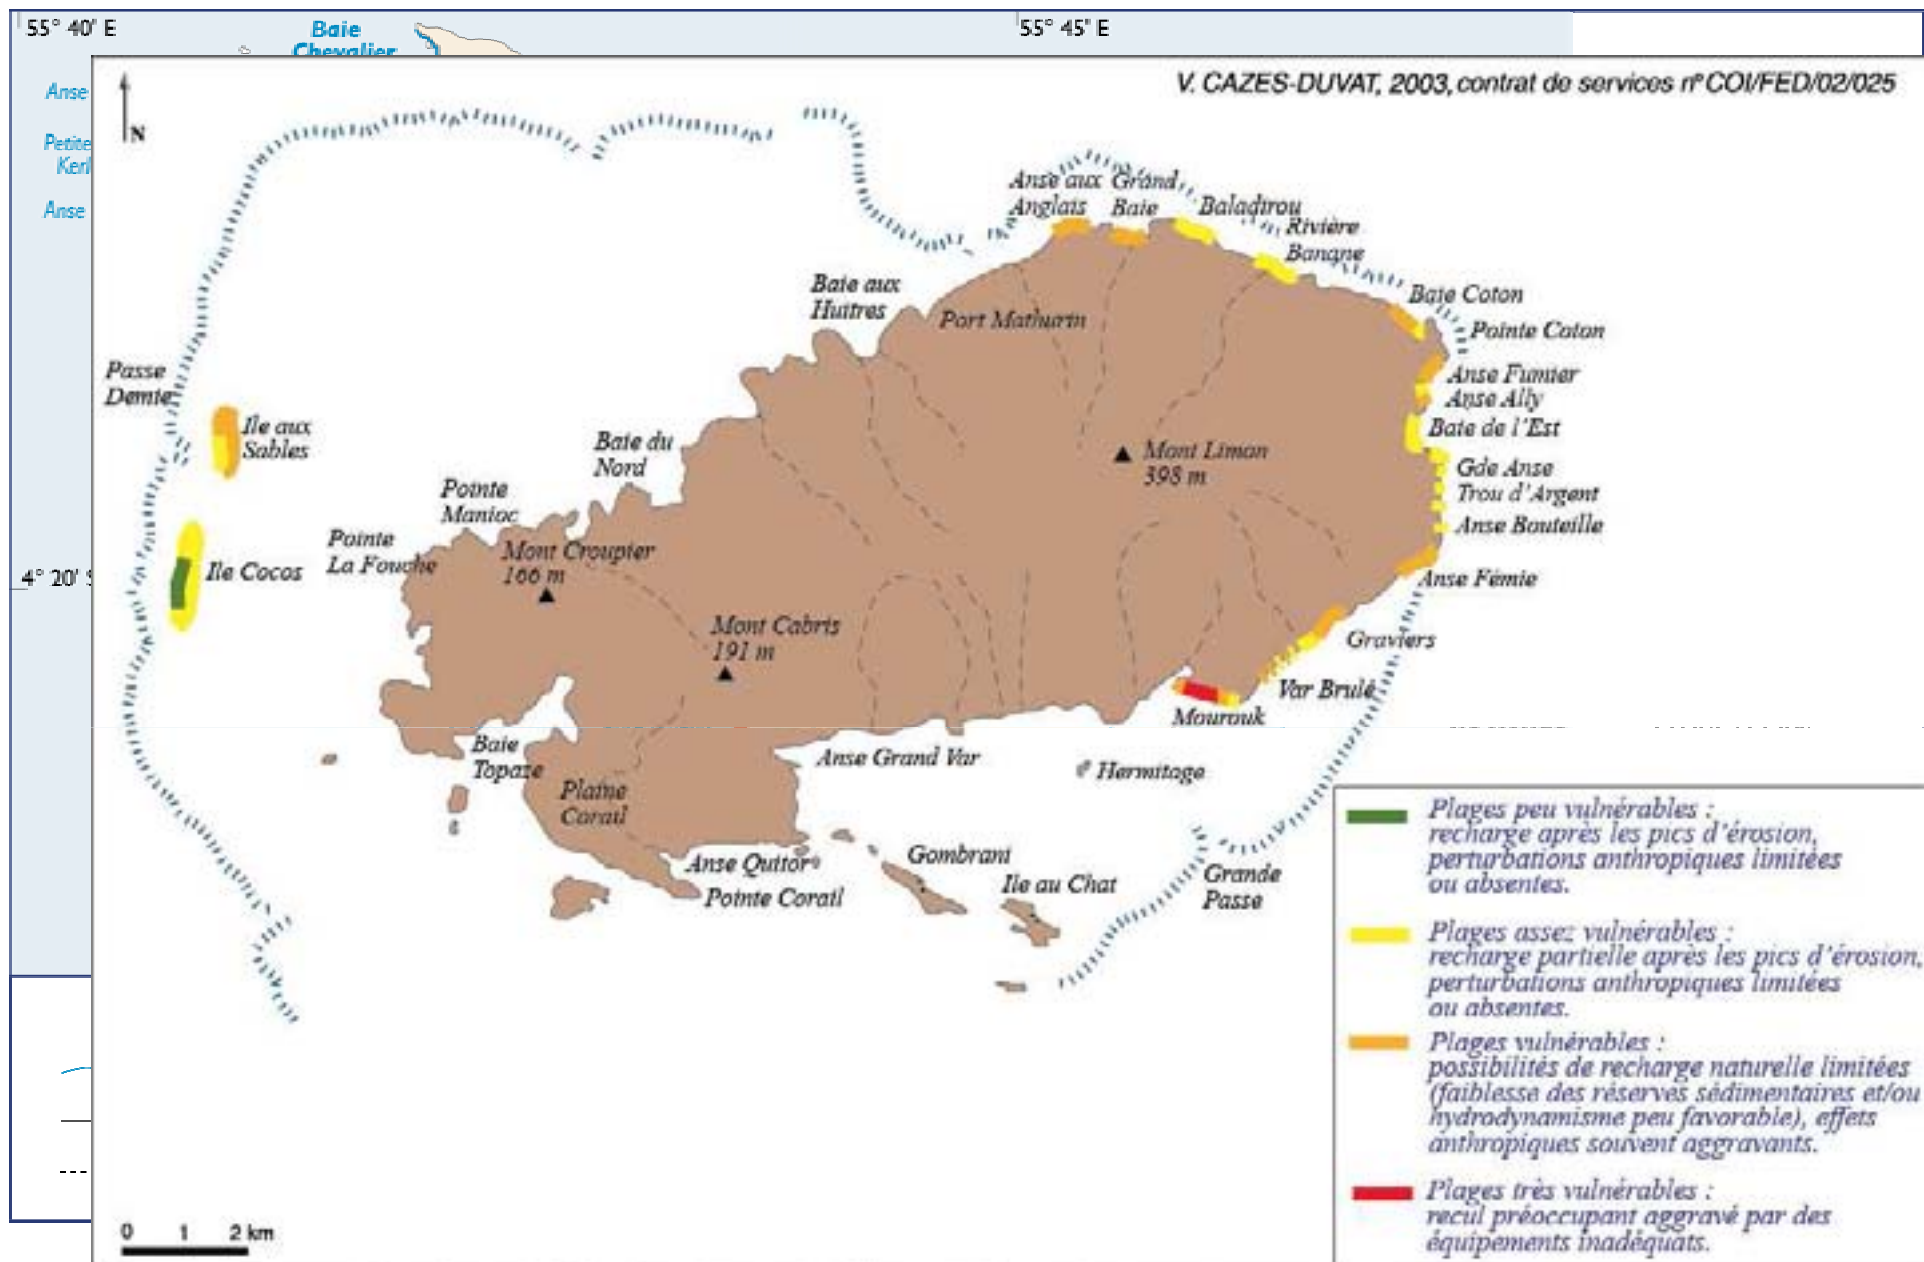 55° 40' E
Baie
Chevalier
55° 45' E
Anse
Petite
Anse
4° 20'
V. CAZES-DUVAT, 2003, contrat de services n° COI/FED/02/025
N
Anse aux
Anglais
Grand
Baie
Baladirou
Rivière
Banane
Baie aux
Huîtres
Port Mathurin
Baie Coton
Pointe Coton
Passe
Demie
Anse Fumier
Anse Ally
Baie de l'Est
Ile aux
Sables
Baie du
Nord
Mont Limon
398 m
Gde Anse
Trou d'Argent
Anse Bouteille
Pointe
Manioc
Pointe
La Fouche
Mont Croupier
166 m
Ile Cocos
Anse Fémie
Mont Cabris
191 m
Graviers
Var Brulé
Mourouk
Baie
Topaze
Anse Grand Var
Hermitage
Plaine
Corail
Anse Quitor
Pointe Corail
Gombrani
Ile au Chat
Grande
Passe
Plages peu vulnérables :
recharge après les pics d'érosion,
perturbations anthropiques limitées
ou absentes.
Plages assez vulnérables :
recharge partielle après les pics d'érosion,
perturbations anthropiques limitées
ou absentes.
Plages vulnérables :
possibilités de recharge naturelle limitées
(faiblesse des réserves sédimentaires et/ou
hydrodynamisme peu favorable), effets
anthropiques souvent aggravants.
Plages très vulnérables :
recul préoccupant aggravé par des
équipements inadéquats.
0 1 2 km